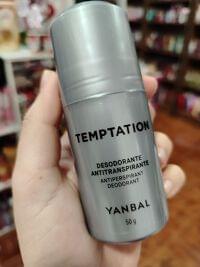 TEMPTATION
DESODORANTE
ANTITRANSPIRANTE
ANTIPERSPIRANT
DEODORANT
YANBAL
50 g